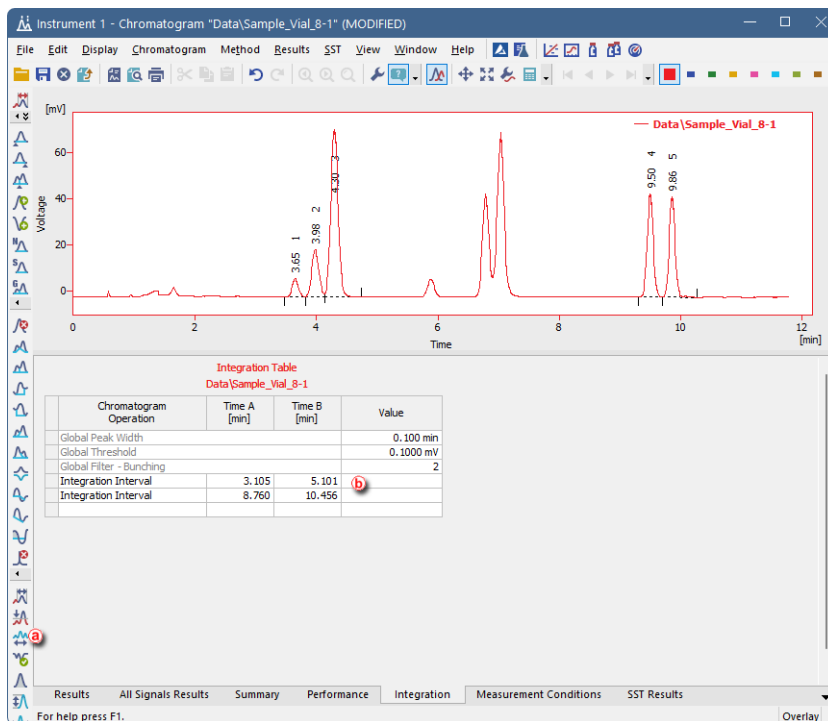 Instrument 1 - Chromatogram "Data\Sample_Vial_8-1" (MODIFIED)
File Edit Display Chromatogram Method Results SST View Window Help
[mV]
Data\Sample_Vial_8-1
60
40
20
0
Voltage
3.65 1
3.98 2
4.30 3
9.50 4
9.86 5
0 2 4 6 8 10 12
Time
[min]
Integration Table
Data\Sample_Vial_8-1
Chromatogram Operation Time A [min] Time B [min] Value
Global Peak Width 0.100 min
Global Threshold 0.1000 mV
Global Filter - Bunching 2
Integration Interval 3.105 5.101 b
Integration Interval 8.760 10.456
a
Results All Signals Results Summary Performance Integration Measurement Conditions SST Results
For help press F1. Overlay